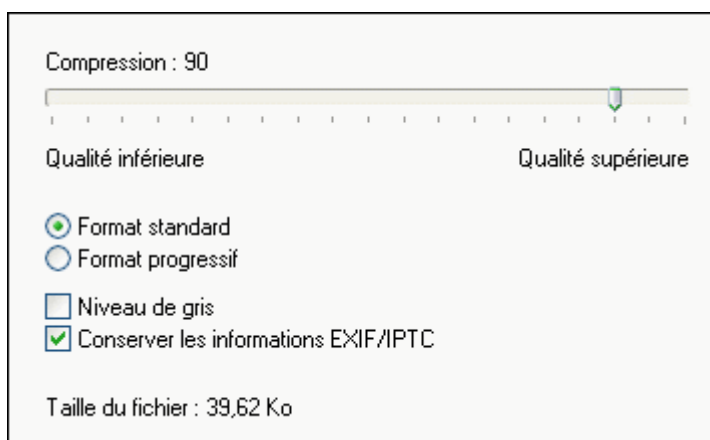 Compression : 90
Qualité inférieure Qualité supérieure
Format standard
Format progressif
Niveau de gris
Conserver les informations EXIF/IPTC
Taille du fichier : 39,62 Ko